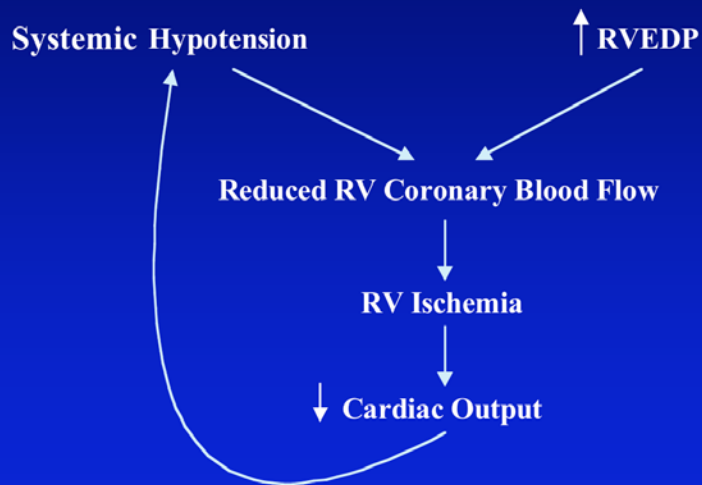 Systemic Hypotension
↑ RVEDP
Reduced RV Coronary Blood Flow
RV Ischemia
↓ Cardiac Output